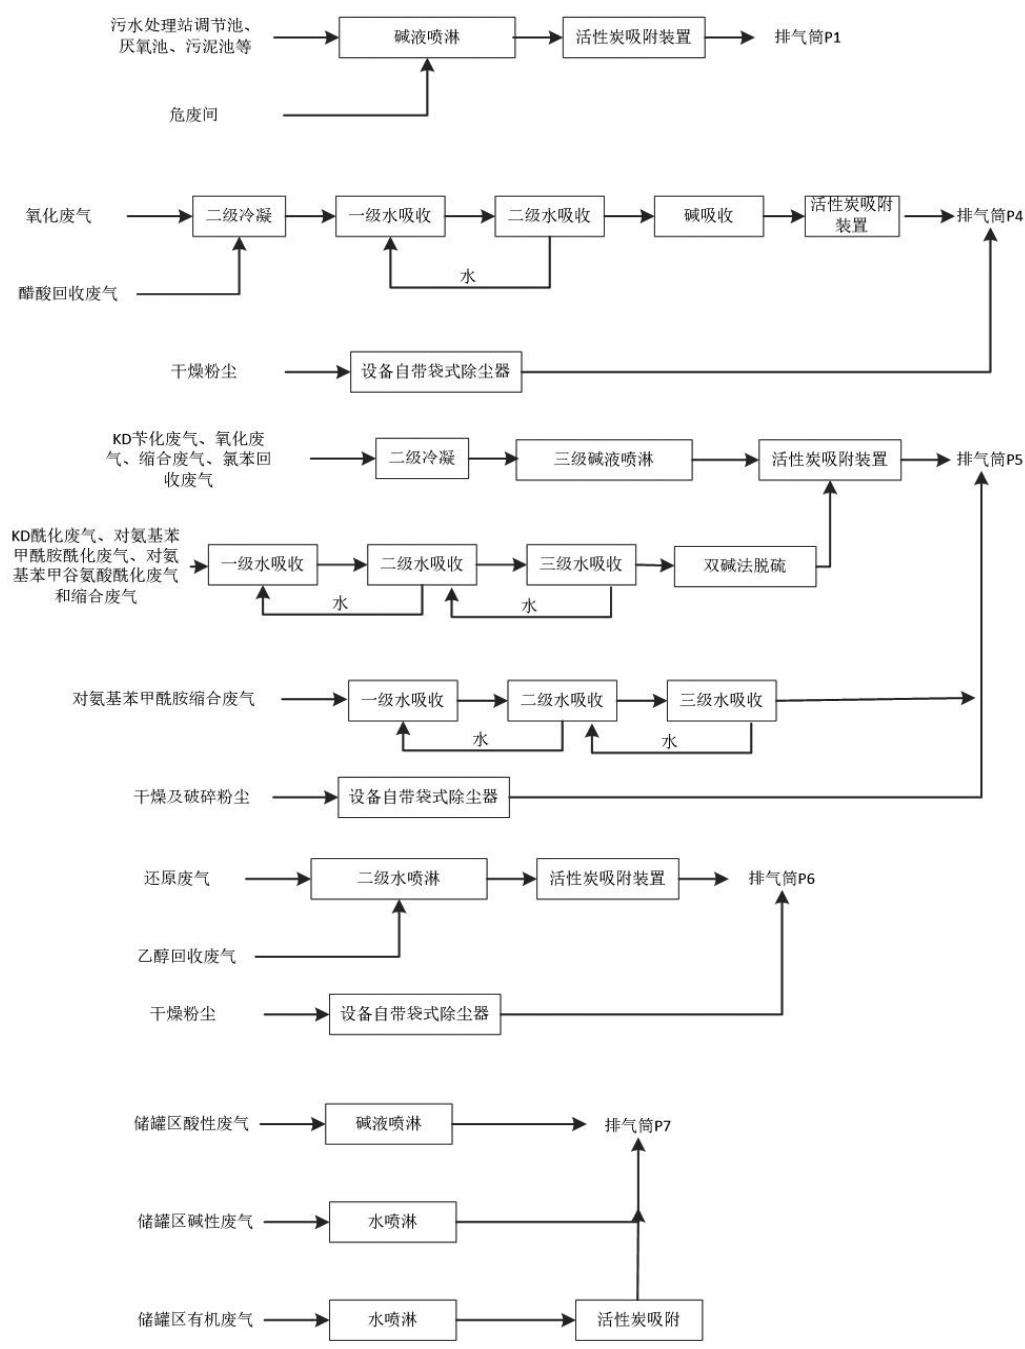 污水处理站调节池、
厌氧池、污泥池等
碱液喷淋
活性炭吸附装置
排气筒P1
危废间
氧化废气
二级冷凝
一级水吸收
二级水吸收
碱吸收
活性炭吸附
装置
排气筒P4
水
醋酸回收废气
干燥粉尘
设备自带袋式除尘器
KD苄化废气、氧化废
气、缩合废气、氯苯回
收废气
二级冷凝
三级碱液喷淋
活性炭吸附装置
排气筒P5
KD酰化废气、对氨基苯
甲酰胺酰化废气、对氨
基苯甲谷氨酸酰化废气
和缩合废气
一级水吸收
二级水吸收
三级水吸收
双碱法脱硫
水
水
对氨基苯甲酰胺缩合废气
一级水吸收
二级水吸收
三级水吸收
水
水
干燥及破碎粉尘
设备自带袋式除尘器
还原废气
二级水喷淋
活性炭吸附装置
排气筒P6
乙醇回收废气
干燥粉尘
设备自带袋式除尘器
储罐区酸性废气
碱液喷淋
排气筒P7
储罐区碱性废气
水喷淋
储罐区有机废气
水喷淋
活性炭吸附